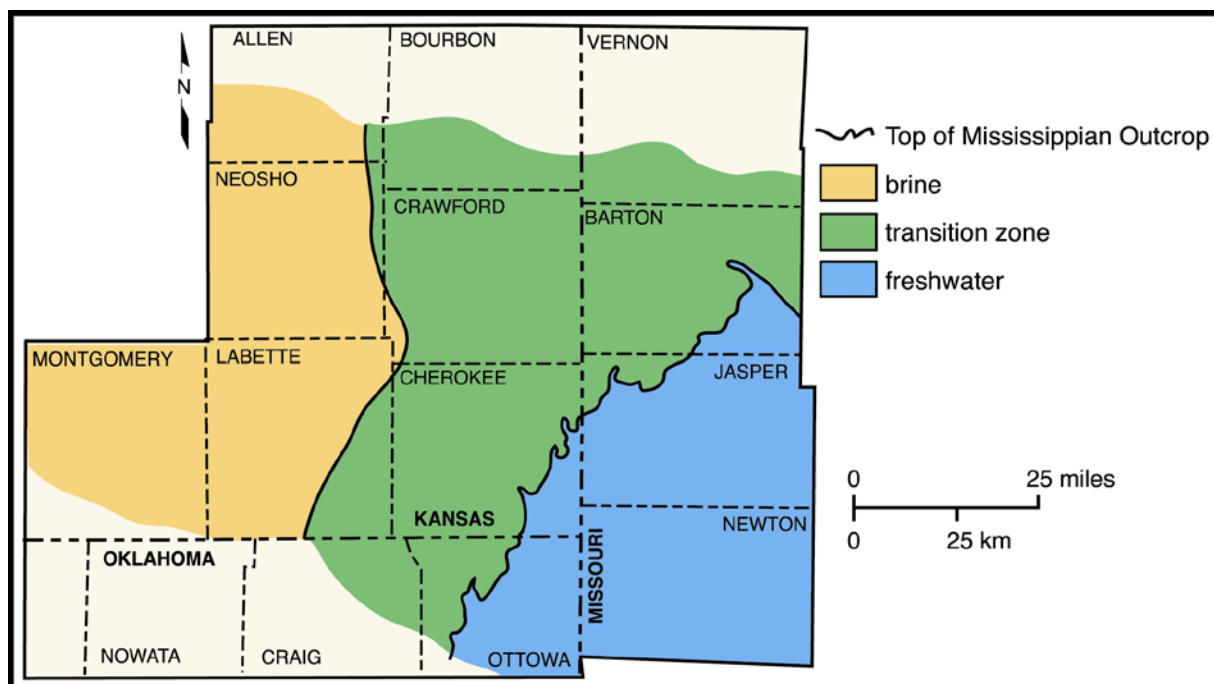 ALLEN
BOURBON
VERNON
N
Top of Mississippian Outcrop
brine
NEOSHO
CRAWFORD
BARTON
transition zone
freshwater
MONTGOMERY
LABETTE
CHEROKEE
JASPER
0 25 miles
KANSAS
NEWTON
0 25 km
OKLAHOMA
MISSOURI
NOWATA
CRAIG
OTTOWA